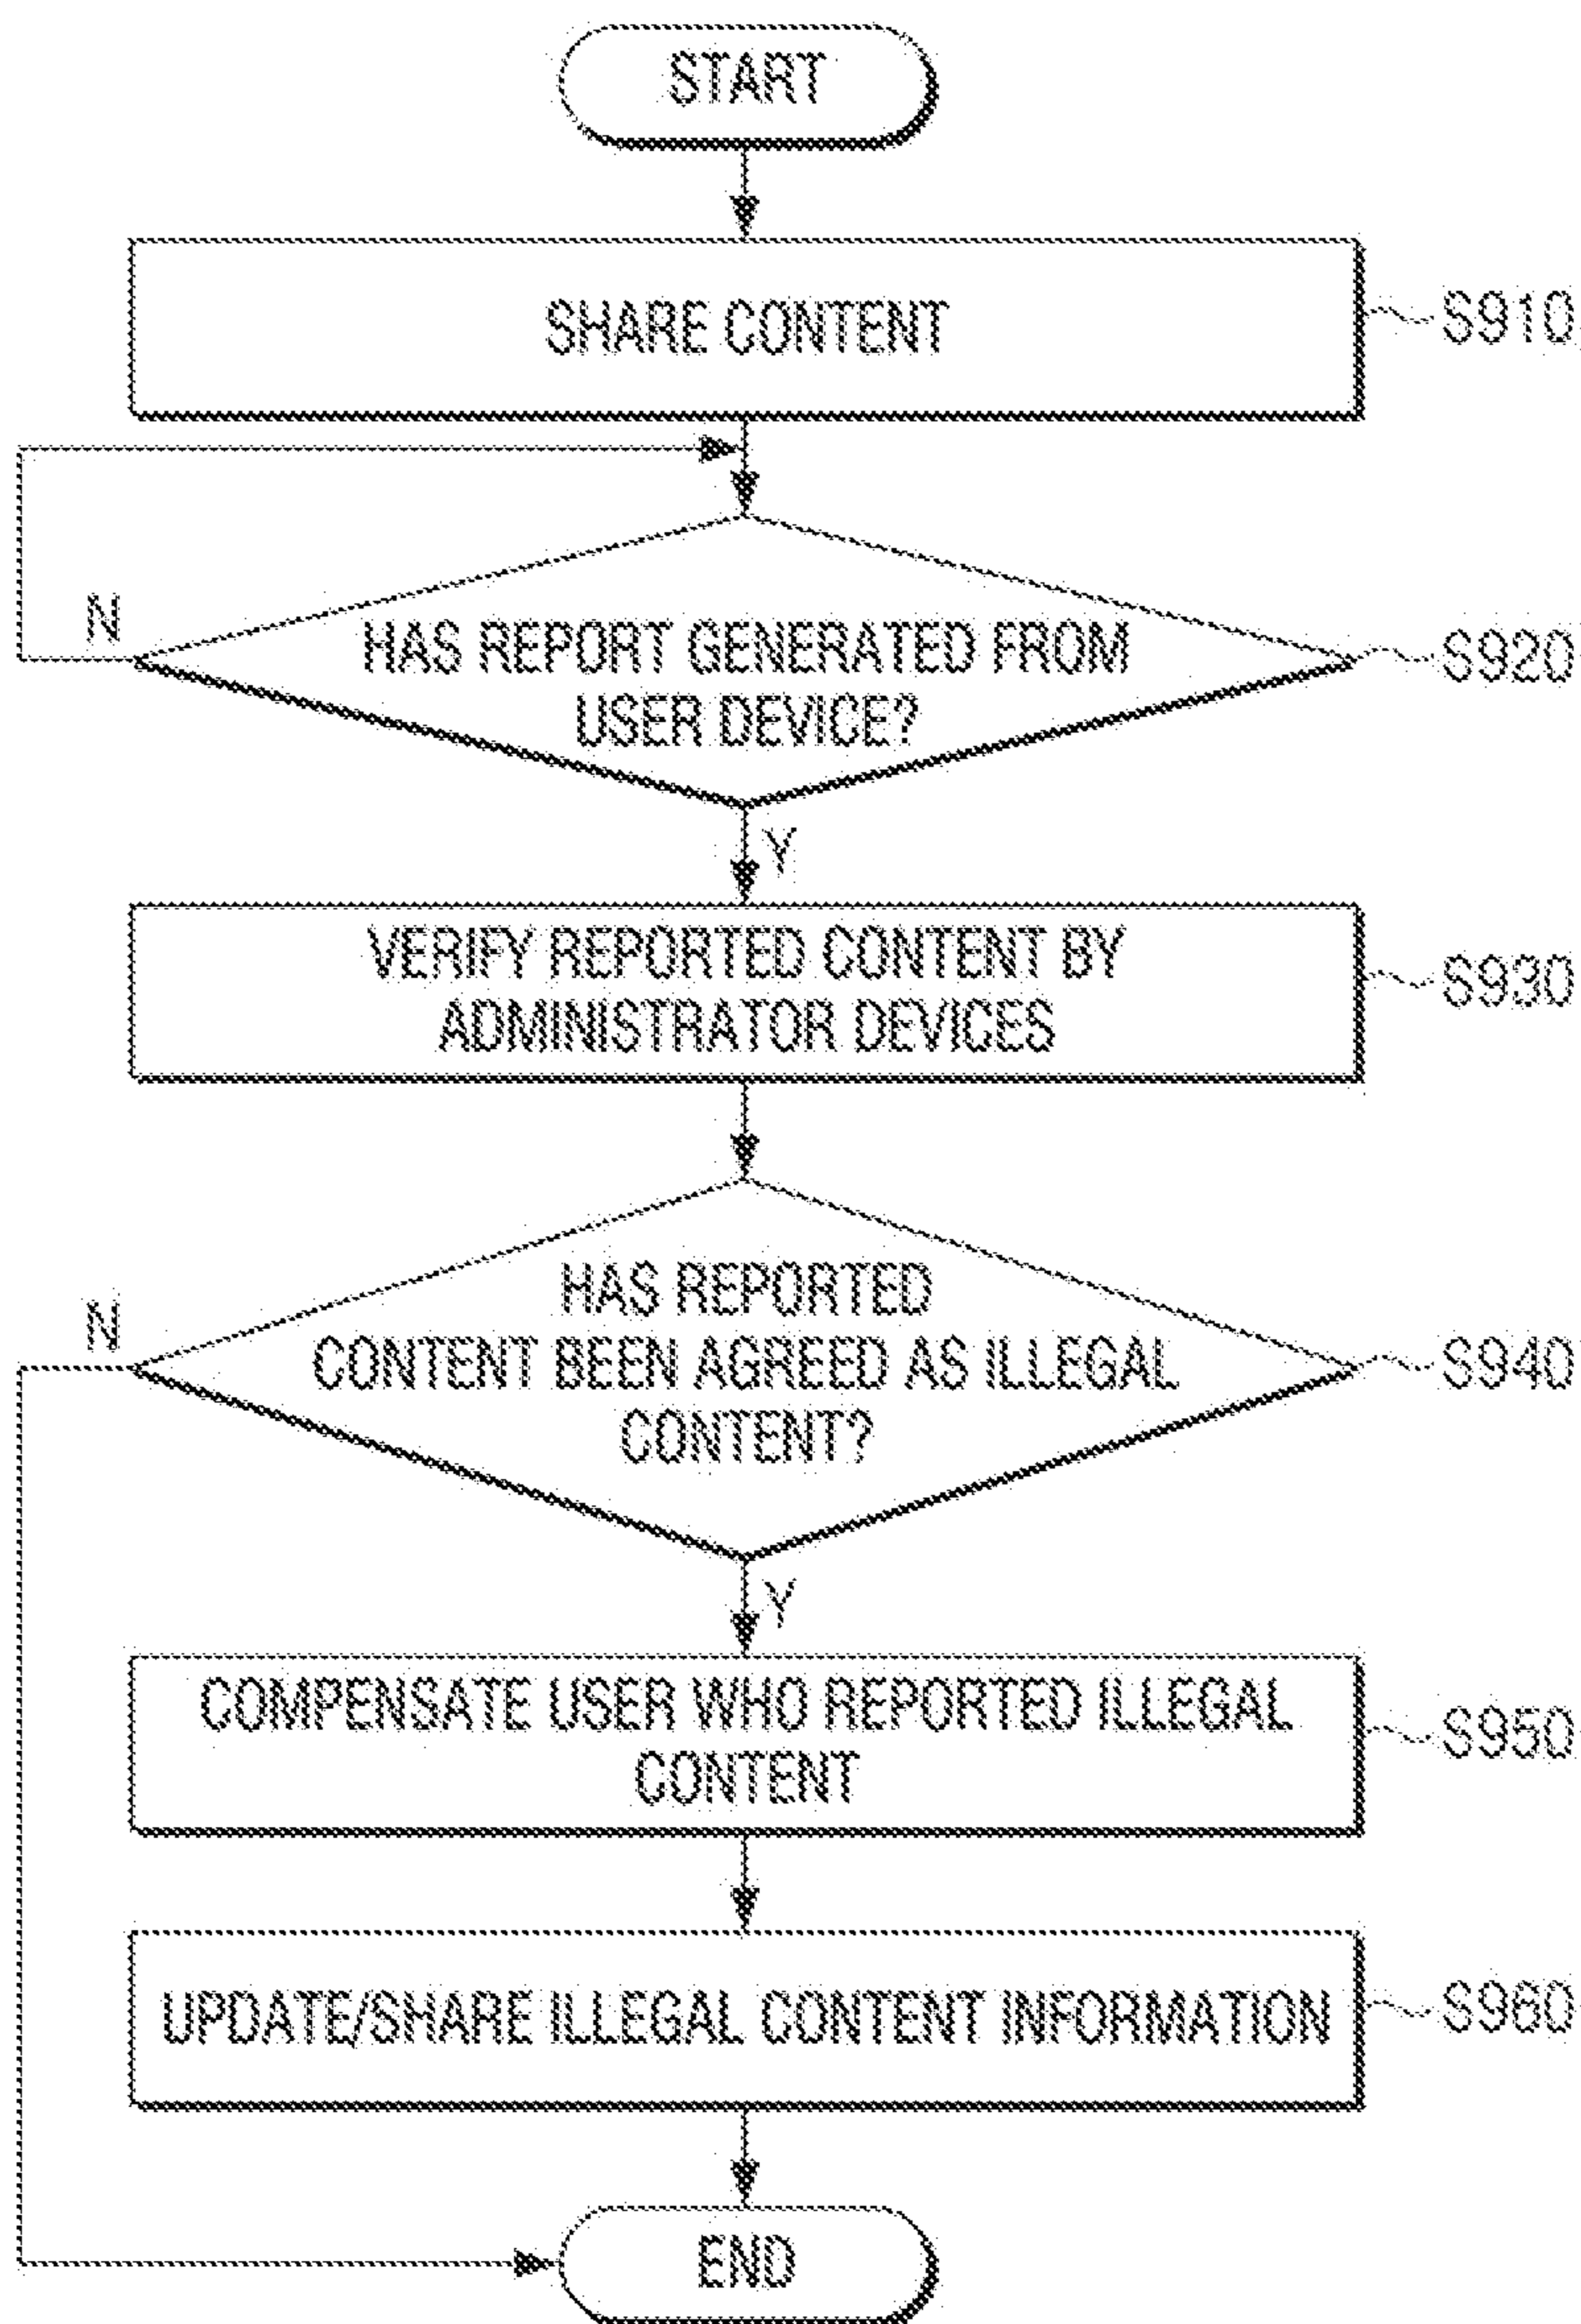 START
SHARE CONTENT
S910
N
HAS REPORT GENERATED FROM
USER DEVICE?
S920
Y
VERIFY REPORTED CONTENT BY
ADMINISTRATOR DEVICES
S930
HAS REPORTED
CONTENT BEEN AGREED AS ILLEGAL
CONTENT?
N
S940
Y
COMPENSATE USER WHO REPORTED ILLEGAL
CONTENT
S950
UPDATE/SHARE ILLEGAL CONTENT INFORMATION
S960
END